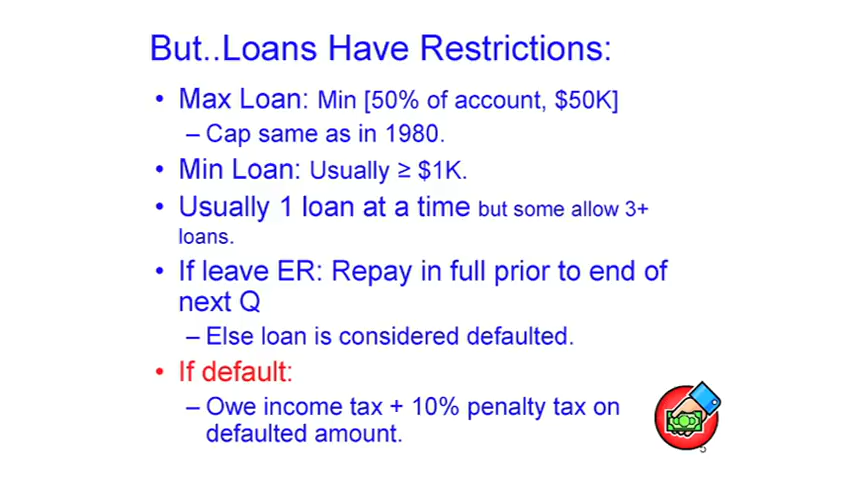 But..Loans Have Restrictions:
• Max Loan: Min [50% of account, $50K]
– Cap same as in 1980.
• Min Loan: Usually ≥ $1K.
• Usually 1 loan at a time but some allow 3+
loans.
• If leave ER: Repay in full prior to end of
next Q
– Else loan is considered defaulted.
• If default:
– Owe income tax + 10% penalty tax on
defaulted amount.
5